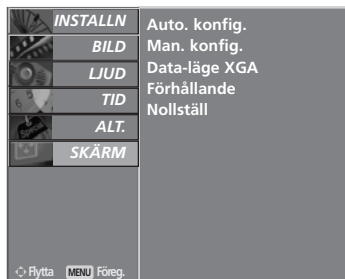 INSTALLN
BILD
LJUD
TID
ALT.
SKÄRM
Auto. konfig.
Man. konfig.
Data-läge XGA
Förhållande
Nollställ
Flytta MENU Föreg.